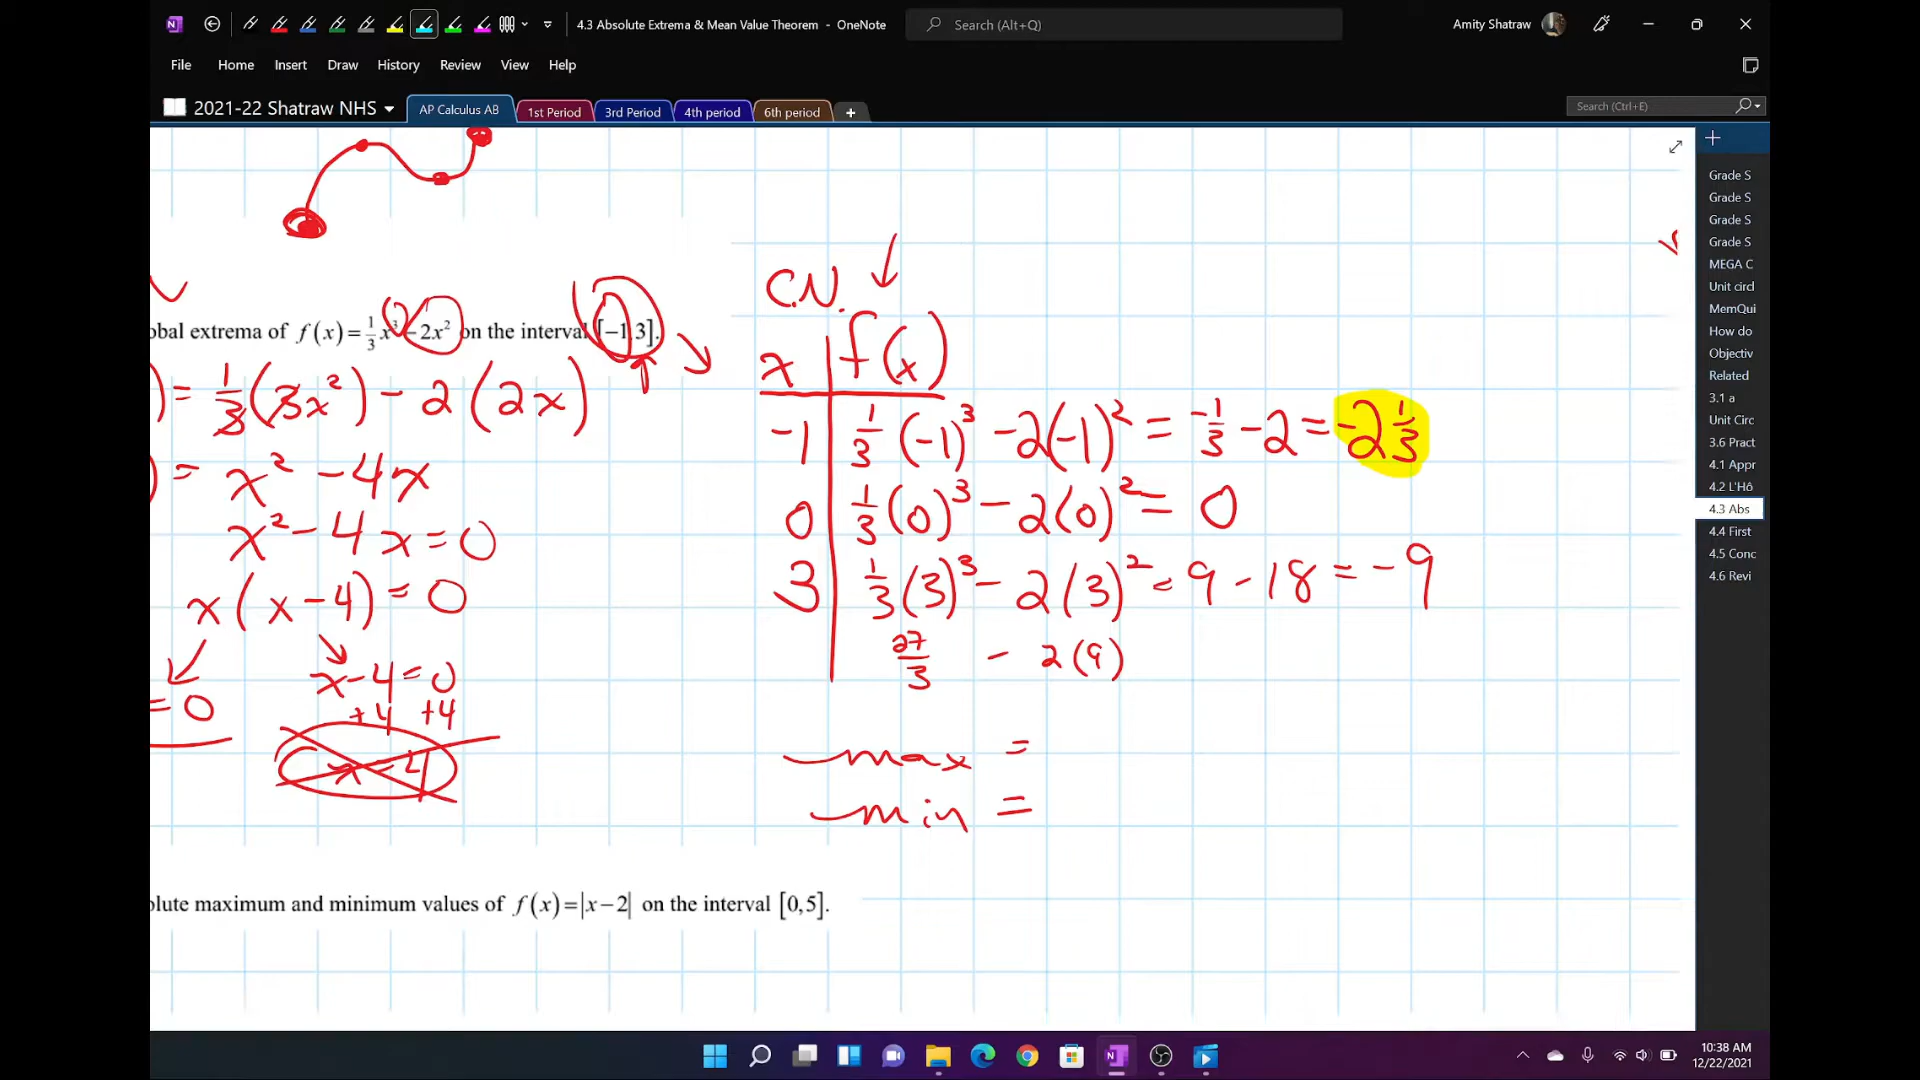 4.3 Absolute Extrema & Mean Value Theorem - OneNote
Search (Alt+Q)
Amity Shatraw
File Home Insert Draw History Review View Help
2021-22 Shatraw NHS
AP Calculus AB 1st Period 3rd Period 4th period 6th period +
Search (Ctrl+E)
Grade S
Grade S
Grade S
Grade S
MEGA C
Unit circl
MemQui
How do
Objectiv
Related
3.1 a
Unit Circ
3.6 Pract
4.1 Appr
4.2 L'Hô
4.3 Abs
4.4 First
4.5 Conc
4.6 Revi
obal extrema of f(x)=1/3x³-2x² on the interval [-1,3].
) = 1/3(3x²) - 2(2x)
) = x² - 4x
x² - 4x = 0
x(x-4) = 0
= 0
x-4=0
+4 +4
x=4
C.N.
x f(x)
-1 1/3(-1)³ -2(-1)² = -1/3 -2 = -2 1/3
0 1/3(0)³ - 2(0)² = 0
3 1/3(3)³ - 2(3)² = 9 - 18 = -9
27/3 - 2(9)
max =
min =
olute maximum and minimum values of f(x)=|x-2| on the interval [0,5].
10:38 AM
12/22/2021